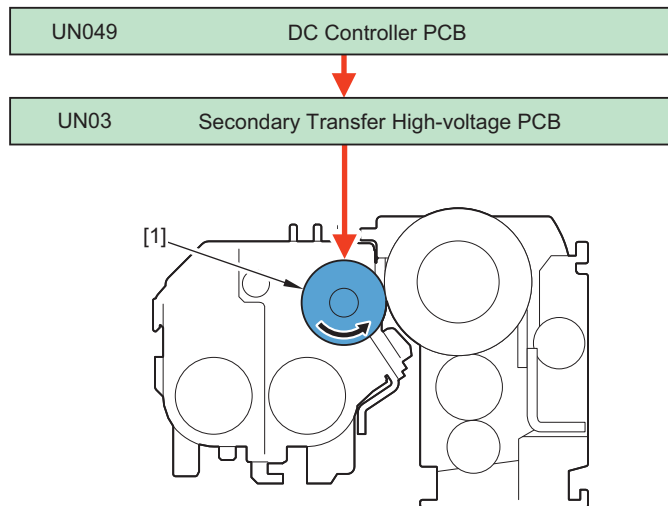 UN049 DC Controller PCB
UN03 Secondary Transfer High-voltage PCB
[1]